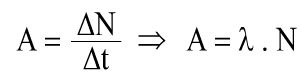 A = ΔN/Δt ⇒ A = λ . N